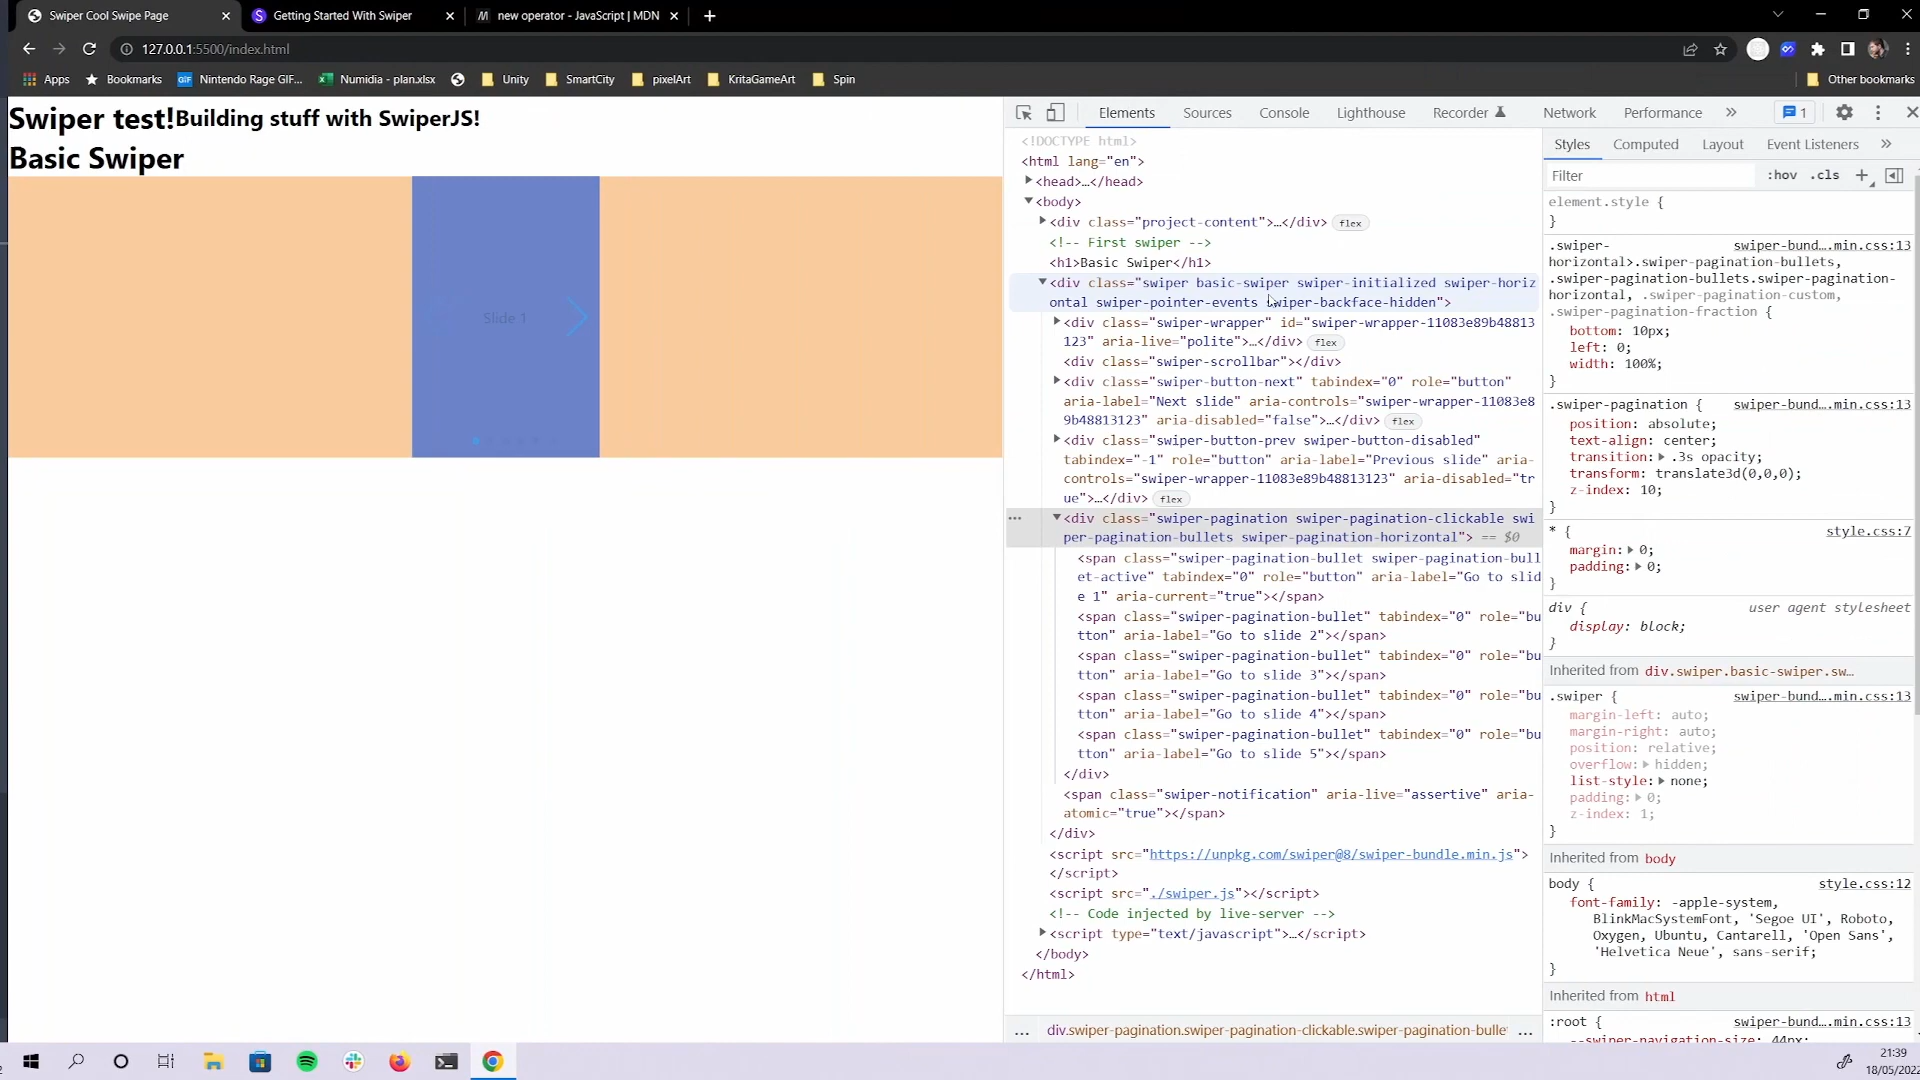 Swiper Cool Swipe Page
Getting Started With Swiper
new operator - JavaScript | MDN
127.0.0.1:5500/index.html
Apps
Bookmarks
GIF
Nintendo Rage GIF...
Numidia - plan.xlsx
Unity
SmartCity
pixelArt
KritaGameArt
Spin
Other bookmarks
Swiper test!Building stuff with SwiperJS!
Basic Swiper
Slide 1
Elements
Sources
Console
Lighthouse
Recorder
Network
Performance
1
<!DOCTYPE html>
<html lang="en">
<head>…</head>
<body>
<div class="project-content">…</div> flex
<!-- First swiper -->
<h1>Basic Swiper</h1>
<div class="swiper basic-swiper swiper-initialized swiper-horiz
ontal swiper-pointer-events swiper-backface-hidden">
<div class="swiper-wrapper" id="swiper-wrapper-11083e89b48813
123" aria-live="polite">…</div> flex
<div class="swiper-scrollbar"></div>
<div class="swiper-button-next" tabindex="0" role="button"
aria-label="Next slide" aria-controls="swiper-wrapper-11083e8
9b48813123" aria-disabled="false">…</div> flex
<div class="swiper-button-prev swiper-button-disabled"
tabindex="-1" role="button" aria-label="Previous slide" aria-
controls="swiper-wrapper-11083e89b48813123" aria-disabled="tr
ue">…</div> flex
<div class="swiper-pagination swiper-pagination-clickable swi
per-pagination-bullets swiper-pagination-horizontal"> == $0
<span class="swiper-pagination-bullet swiper-pagination-bull
et-active" tabindex="0" role="button" aria-label="Go to slid
e 1" aria-current="true"></span>
<span class="swiper-pagination-bullet" tabindex="0" role="bu
tton" aria-label="Go to slide 2"></span>
<span class="swiper-pagination-bullet" tabindex="0" role="bu
tton" aria-label="Go to slide 3"></span>
<span class="swiper-pagination-bullet" tabindex="0" role="bu
tton" aria-label="Go to slide 4"></span>
<span class="swiper-pagination-bullet" tabindex="0" role="bu
tton" aria-label="Go to slide 5"></span>
</div>
<span class="swiper-notification" aria-live="assertive" aria-
atomic="true"></span>
</div>
<script src="https://unpkg.com/swiper@8/swiper-bundle.min.js">
</script>
<script src="./swiper.js"></script>
<!-- Code injected by live-server -->
<script type="text/javascript">…</script>
</body>
</html>
... div.swiper-pagination.swiper-pagination-clickable.swiper-pagination-bulle ...
Styles
Computed
Layout
Event Listeners
Filter
:hov
.cls
element.style {
}
.swiper- swiper-bund….min.css:13
horizontal>.swiper-pagination-bullets,
.swiper-pagination-bullets.swiper-pagination-
horizontal, .swiper-pagination-custom,
.swiper-pagination-fraction {
bottom: 10px;
left: 0;
width: 100%;
}
.swiper-pagination { swiper-bund….min.css:13
position: absolute;
text-align: center;
transition: .3s opacity;
transform: translate3d(0,0,0);
z-index: 10;
}
* { style.css:7
margin: 0;
padding: 0;
}
div { user agent stylesheet
display: block;
}
Inherited from div.swiper.basic-swiper.sw…
.swiper { swiper-bund….min.css:13
margin-left: auto;
margin-right: auto;
position: relative;
overflow: hidden;
list-style: none;
padding: 0;
z-index: 1;
}
Inherited from body
body { style.css:12
font-family: -apple-system,
BlinkMacSystemFont, 'Segoe UI', Roboto,
Oxygen, Ubuntu, Cantarell, 'Open Sans',
'Helvetica Neue', sans-serif;
}
Inherited from html
:root { swiper-bund….min.css:13
--swiper-navigation-size: 44px;
21:39
18/05/2022